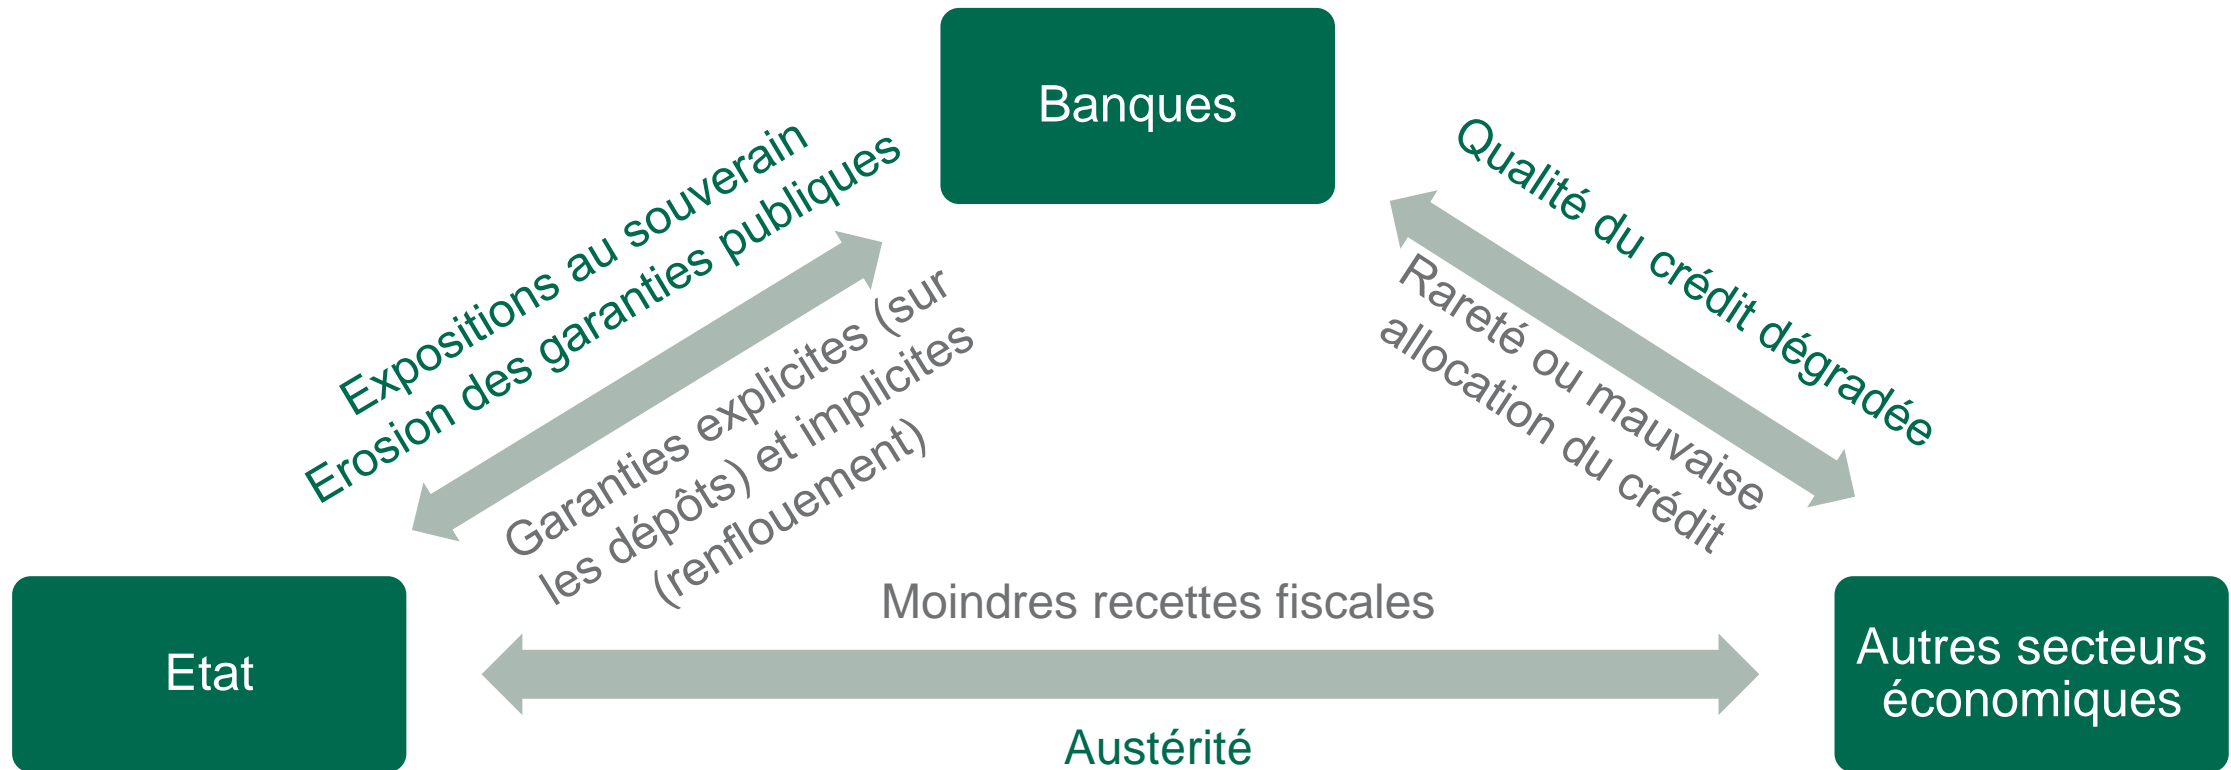 Banques
Expositions au souverain
Erosion des garanties publiques
Garanties explicites (sur
les dépôts) et implicites
(renflouement)
Qualité du crédit dégradée
Rareté ou mauvaise
allocation du crédit
Moindres recettes fiscales
Etat
Autres secteurs
économiques
Austérité